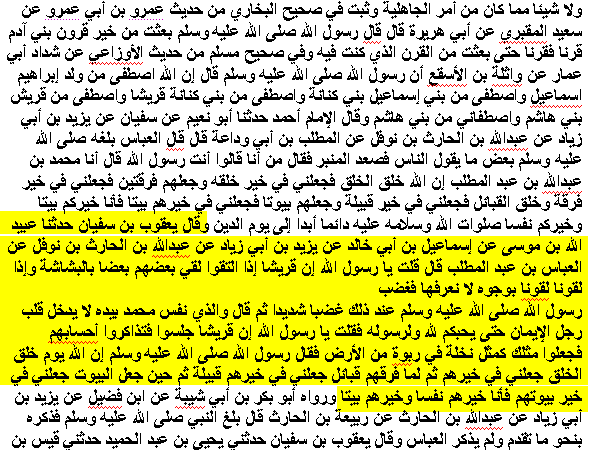 ولا شيئا مما كان من أمر الجاهلية وثبت في صحيح البخاري من حديث عمرو بن أبي عمرو عن
سعيد المقبري عن أبي هريرة قال قال رسول الله صلى الله عليه وسلم بعثت من خير قرون بني آدم
قرنا فقرنا حتى بعثت من القرن الذي كنت فيه وفي صحيح مسلم من حديث الأوزاعي عن شداد أبي
عمار عن واثلة بن الأسقع أن رسول الله صلى الله عليه وسلم قال إن الله اصطفى من ولد إبراهيم
اسماعيل واصطفى من بني إسماعيل بني كنانة واصطفى من بني كنانة قريشا واصطفى من قريش
بني هاشم واصطفاني من بني هاشم وقال الإمام أحمد حدثنا أبو نعيم عن سفيان عن يزيد بن أبي
زياد عن عبدالله بن الحارث بن نوفل عن المطلب بن أبي وداعة قال قال العباس بلغه صلى الله
عليه وسلم بعض ما يقول الناس فصعد المنبر فقال من أنا قالوا أنت رسول الله قال أنا محمد بن
عبدالله بن عبد المطلب إن الله خلق الخلق فجعلني في خير خلقه وجعلهم فرقتين فجعلني في خير
فرقة وخلق القبائل فجعلني في خير قبيلة وجعلهم بيوتا فجعلني في خيرهم بيتا فأنا خيركم بيتا
وخيركم نفسا صلوات الله وسلامه عليه دائما أبدا إلى يوم الدين وقال يعقوب بن سفيان حدثنا عبيد
الله بن موسى عن إسماعيل بن أبي خالد عن يزيد بن أبي زياد عن عبدالله بن الحارث بن نوفل عن
العباس بن عبد المطلب قال قلت يا رسول الله إن قريشا إذا التقوا لقي بعضهم بعضا بالبشاشة وإذا
لقونا لقونا بوجوه لا نعرفها فغضب
رسول الله صلى الله عليه وسلم عند ذلك غضبا شديدا ثم قال والذي نفس محمد بيده لا يدخل قلب
رجل الإيمان حتى يحبكم لله ولرسوله فقلت يا رسول الله إن قريشا جلسوا فتذاكروا أحسابهم
فجعلوا مثلك كمثل نخلة في ربوة من الأرض فقال رسول الله صلى الله عليه وسلم إن الله يوم خلق
الخلق جعلني في خيرهم ثم لما فرقهم قبائل جعلني في خيرهم قبيلة ثم حين جعل البيوت جعلني في
خير بيوتهم فأنا خيرهم نفسا وخيرهم بيتا ورواه أبو بكر بن أبي شيبة عن ابن فضيل عن يزيد بن
أبي زياد عن عبدالله بن الحارث عن ربيعة بن الحارث قال بلغ النبي صلى الله عليه وسلم فذكره
بنحو ما تقدم ولم يذكر العباس وقال يعقوب بن سفيان حدثني يحيى بن عبد الحميد حدثني قيس بن